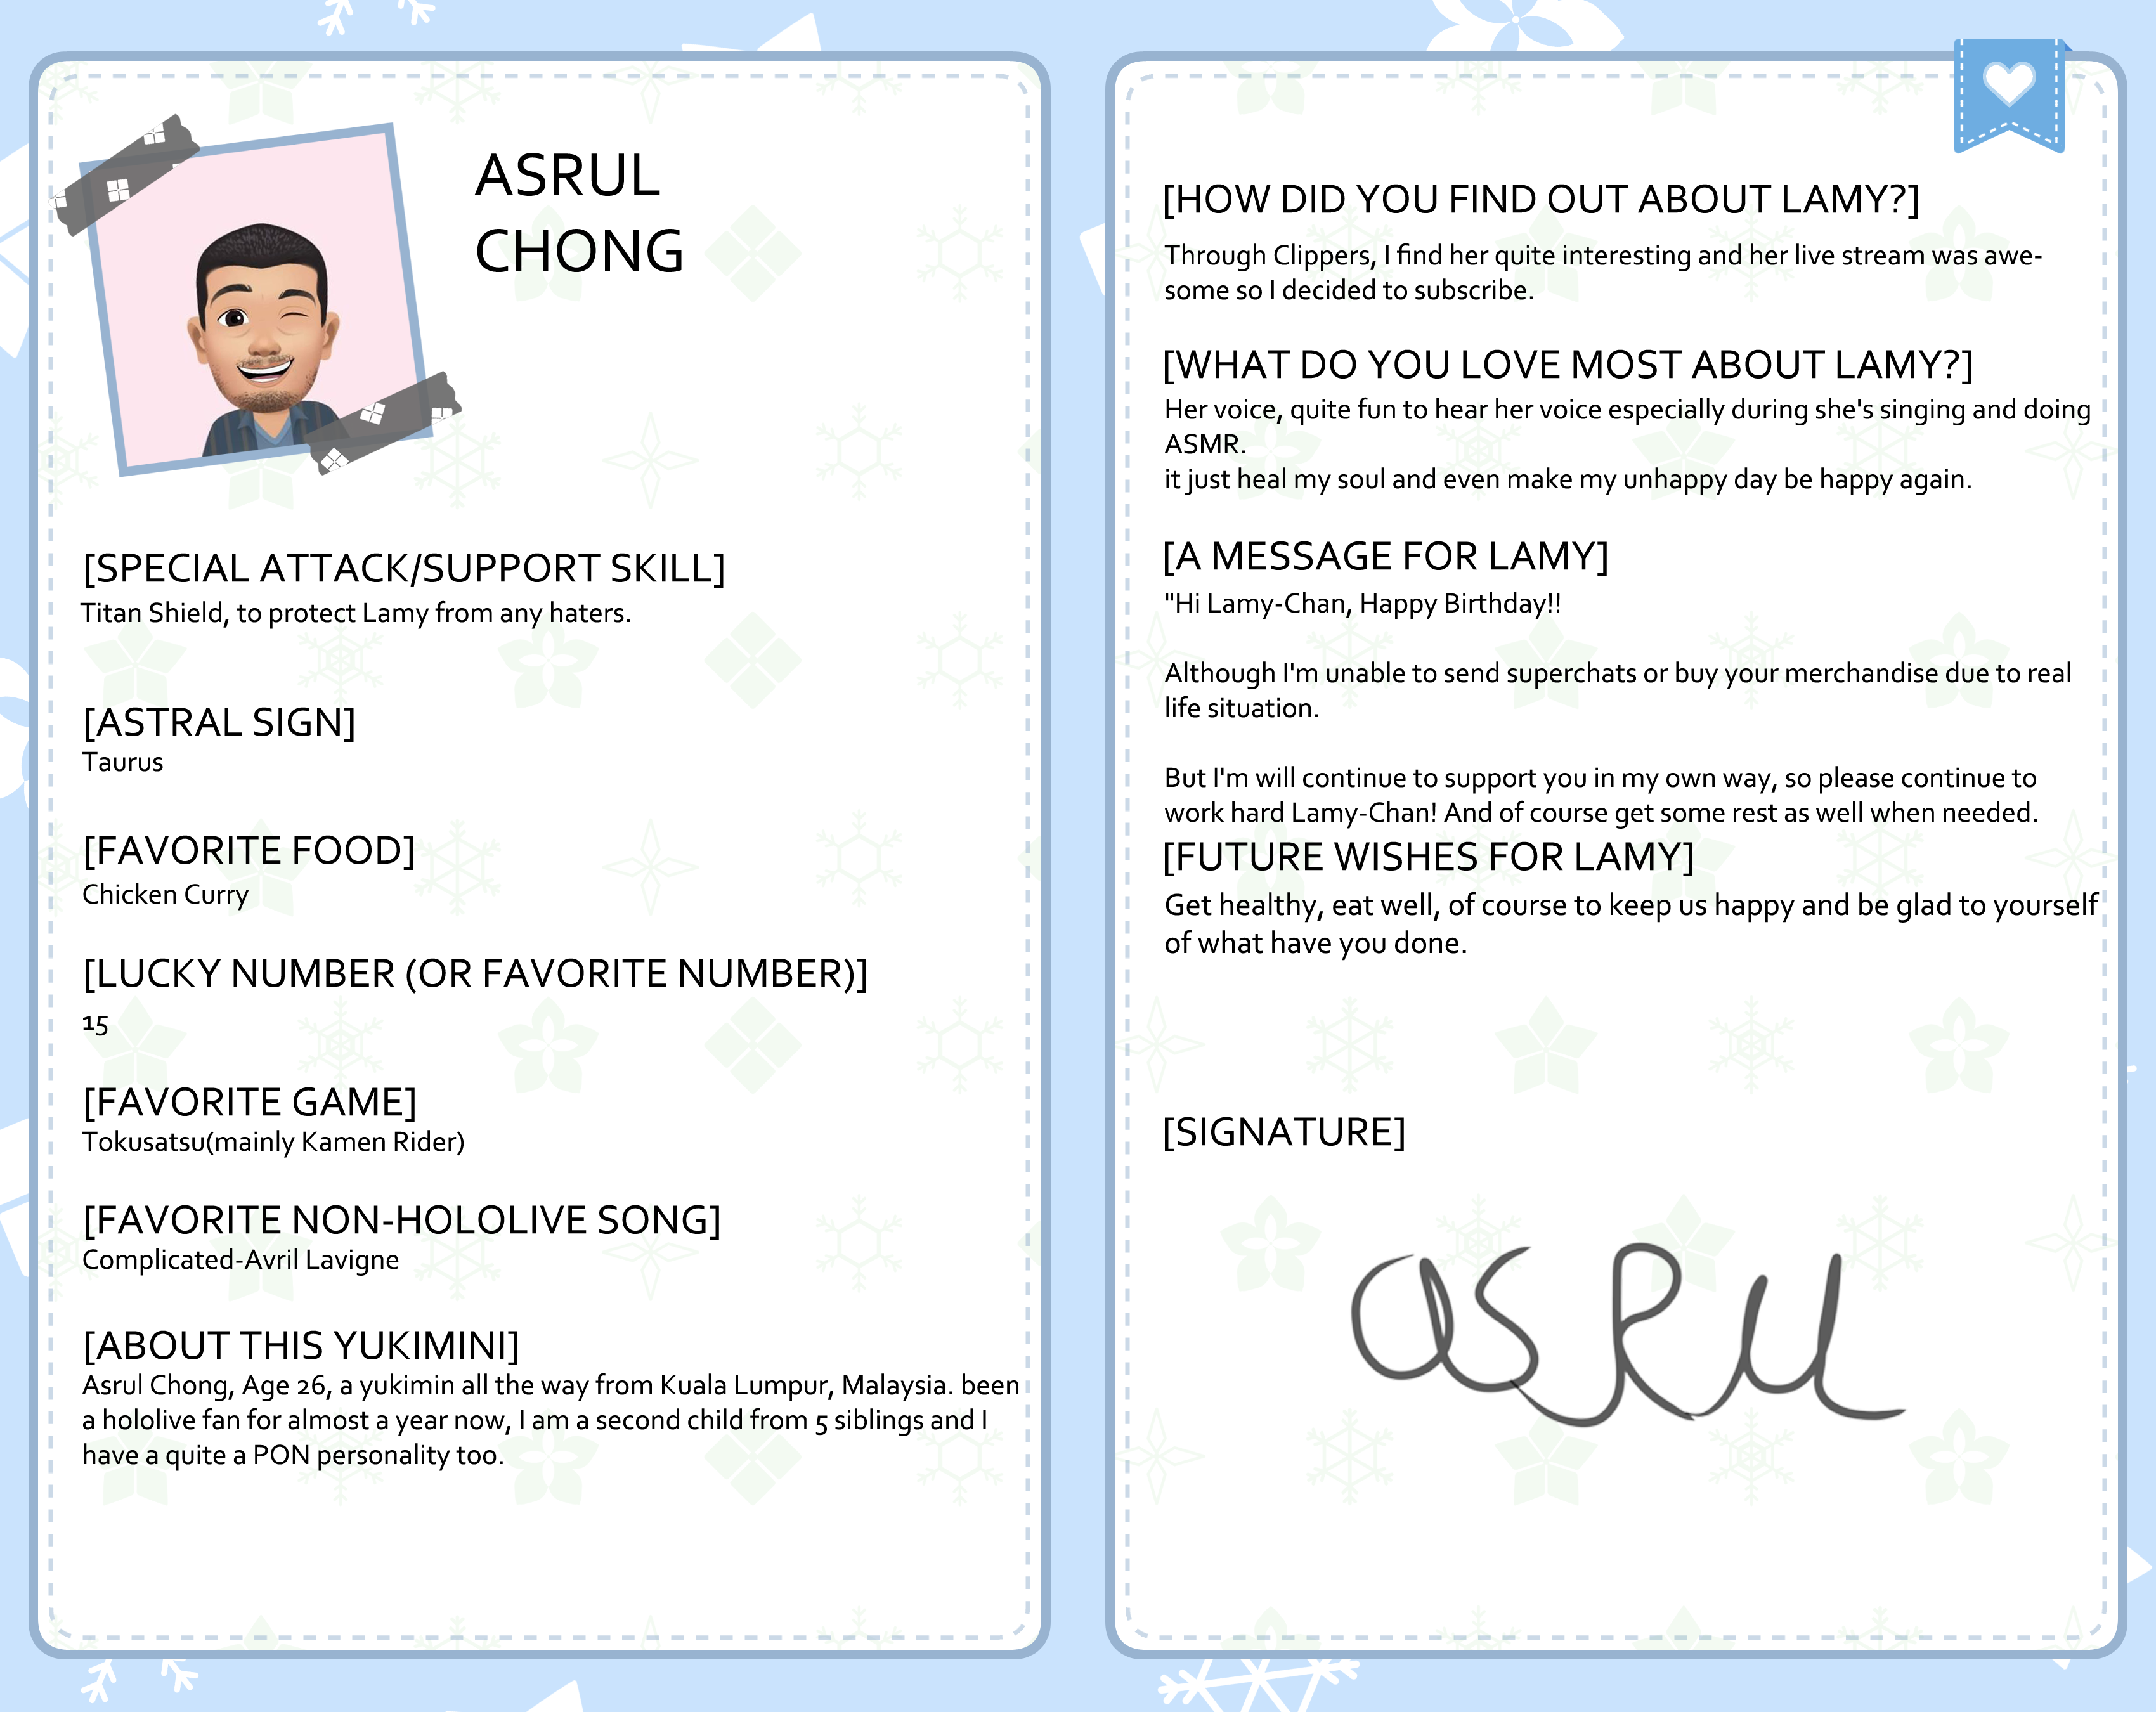 ASRUL
CHONG
[SPECIAL ATTACK/SUPPORT SKILL]
Titan Shield, to protect Lamy from any haters.
[ASTRAL SIGN]
Taurus
[FAVORITE FOOD]
Chicken Curry
[LUCKY NUMBER (OR FAVORITE NUMBER)]
15
[FAVORITE GAME]
Tokusatsu(mainly Kamen Rider)
[FAVORITE NON-HOLOLIVE SONG]
Complicated-Avril Lavigne
[ABOUT THIS YUKIMINI]
Asrul Chong, Age 26, a yukimin all the way from Kuala Lumpur, Malaysia. been
a hololive fan for almost a year now, I am a second child from 5 siblings and I
have a quite a PON personality too.
[HOW DID YOU FIND OUT ABOUT LAMY?]
Through Clippers, I find her quite interesting and her live stream was awe-
some so I decided to subscribe.
[WHAT DO YOU LOVE MOST ABOUT LAMY?]
Her voice, quite fun to hear her voice especially during she's singing and doing
ASMR.
it just heal my soul and even make my unhappy day be happy again.
[A MESSAGE FOR LAMY]
"Hi Lamy-Chan, Happy Birthday!!
Although I'm unable to send superchats or buy your merchandise due to real
life situation.
But I'm will continue to support you in my own way, so please continue to
work hard Lamy-Chan! And of course get some rest as well when needed.
[FUTURE WISHES FOR LAMY]
Get healthy, eat well, of course to keep us happy and be glad to yourself
of what have you done.
[SIGNATURE]
asRul